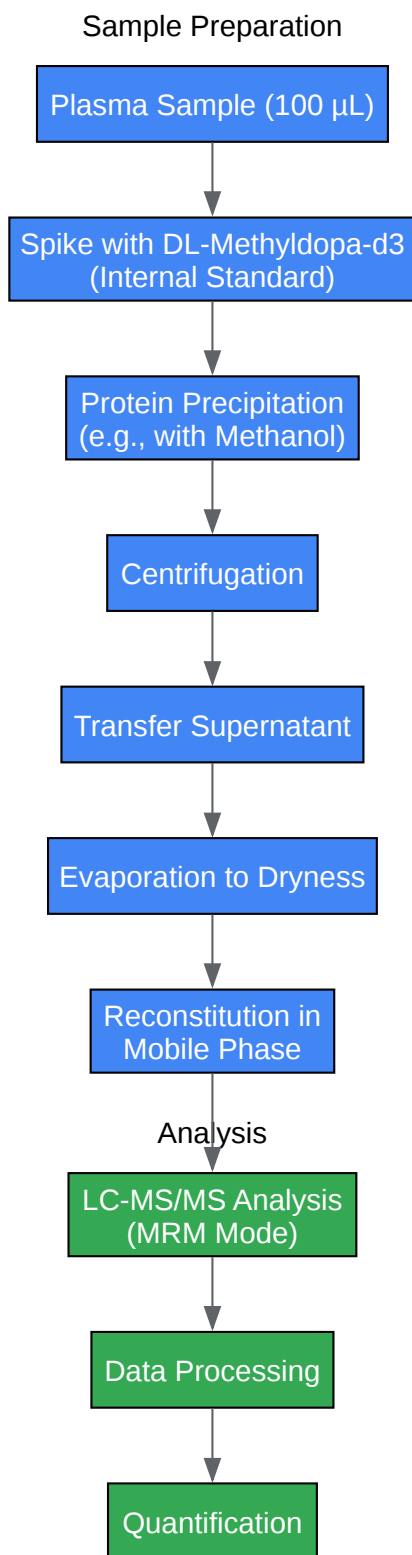 Sample Preparation
Plasma Sample (100 µL)
Spike with DL-Methyldopa-d3
(Internal Standard)
Protein Precipitation
(e.g., with Methanol)
Centrifugation
Transfer Supernatant
Evaporation to Dryness
Reconstitution in
Mobile Phase
Analysis
LC-MS/MS Analysis
(MRM Mode)
Data Processing
Quantification